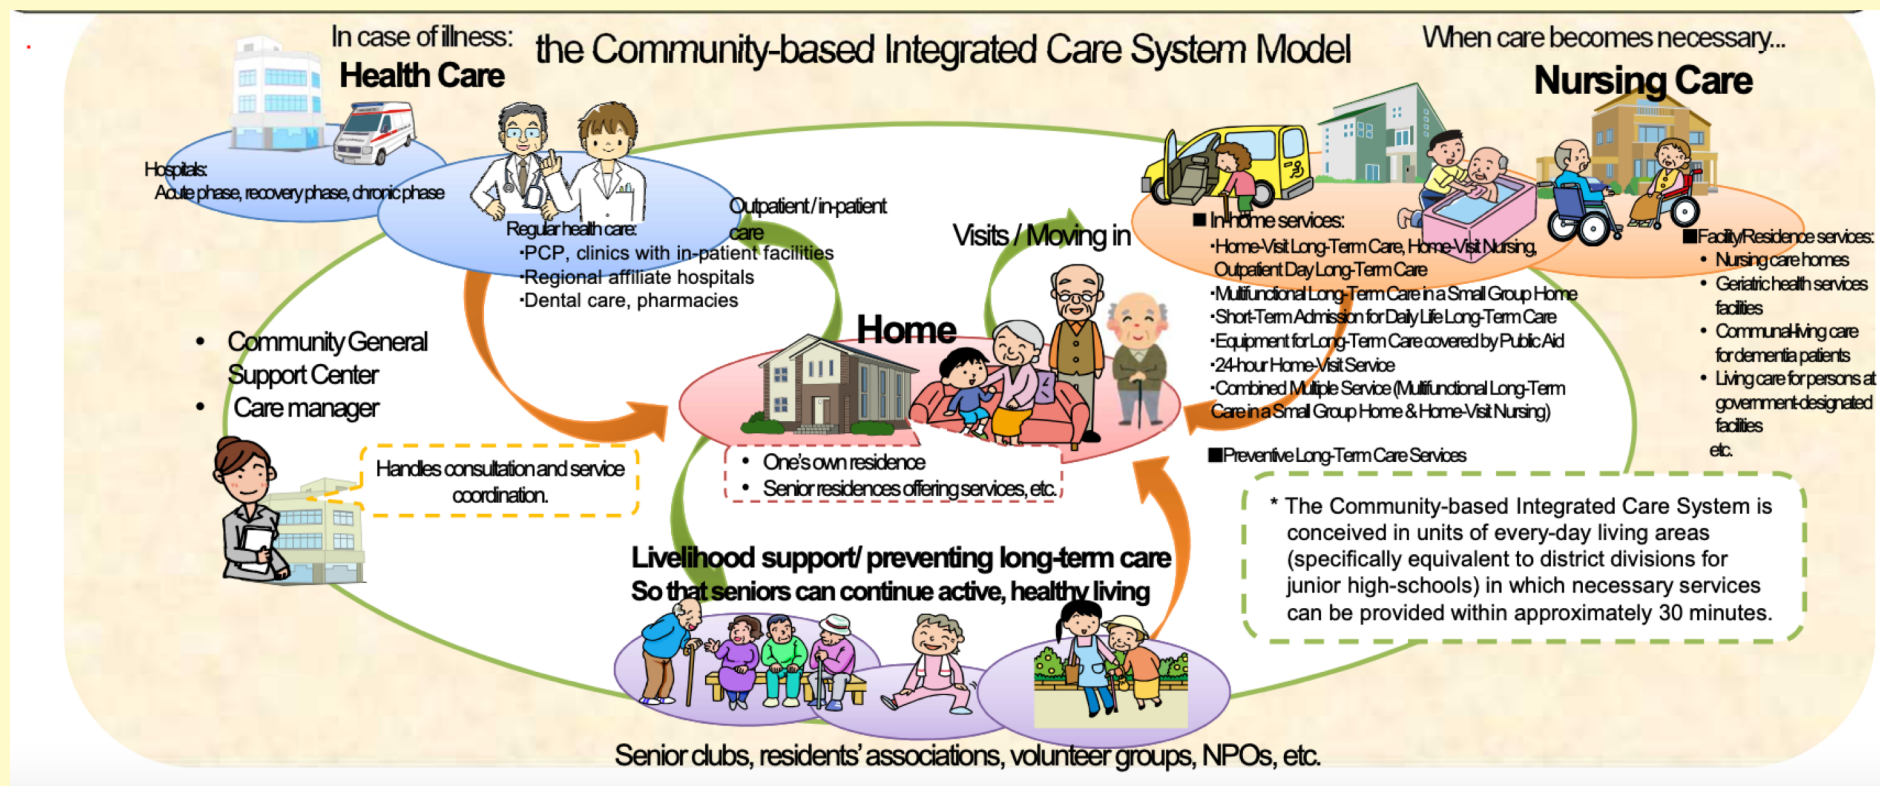 the Community-based Integrated Care System Model
In case of illness:
Health Care
Hospitals:
Acute phase, recovery phase, chronic phase
Regular health care:
・PCP, clinics with in-patient facilities
・Regional affiliate hospitals
・Dental care, pharmacies
Outpatient / in-patient
care
Visits / Moving in
When care becomes necessary...
Nursing Care
■ In-home services:
・Home-Visit Long-Term Care, Home-Visit Nursing,
Outpatient Day Long-Term Care
・Multifunctional Long-Term Care in a Small Group Home
・Short-Term Admission for Daily Life Long-Term Care
・Equipment for Long-Term Care covered by Public Aid
・24-hour Home-Visit Service
・Combined Multiple Service (Multifunctional Long-Term
Care in a Small Group Home & Home-Visit Nursing)
■Preventive Long-Term Care Services
■Facility/Residence services:
• Nursing care homes
• Geriatric health services
facilities
• Communal-living care
for dementia patients
• Living care for persons at
government-designated
facilities
etc.
Home
• One's own residence
• Senior residences offering services, etc.
• Community General
Support Center
• Care manager
Handles consultation and service
coordination.
Livelihood support/ preventing long-term care
So that seniors can continue active, healthy living
Senior clubs, residents' associations, volunteer groups, NPOs, etc.
* The Community-based Integrated Care System is
conceived in units of every-day living areas
(specifically equivalent to district divisions for
junior high-schools) in which necessary services
can be provided within approximately 30 minutes.